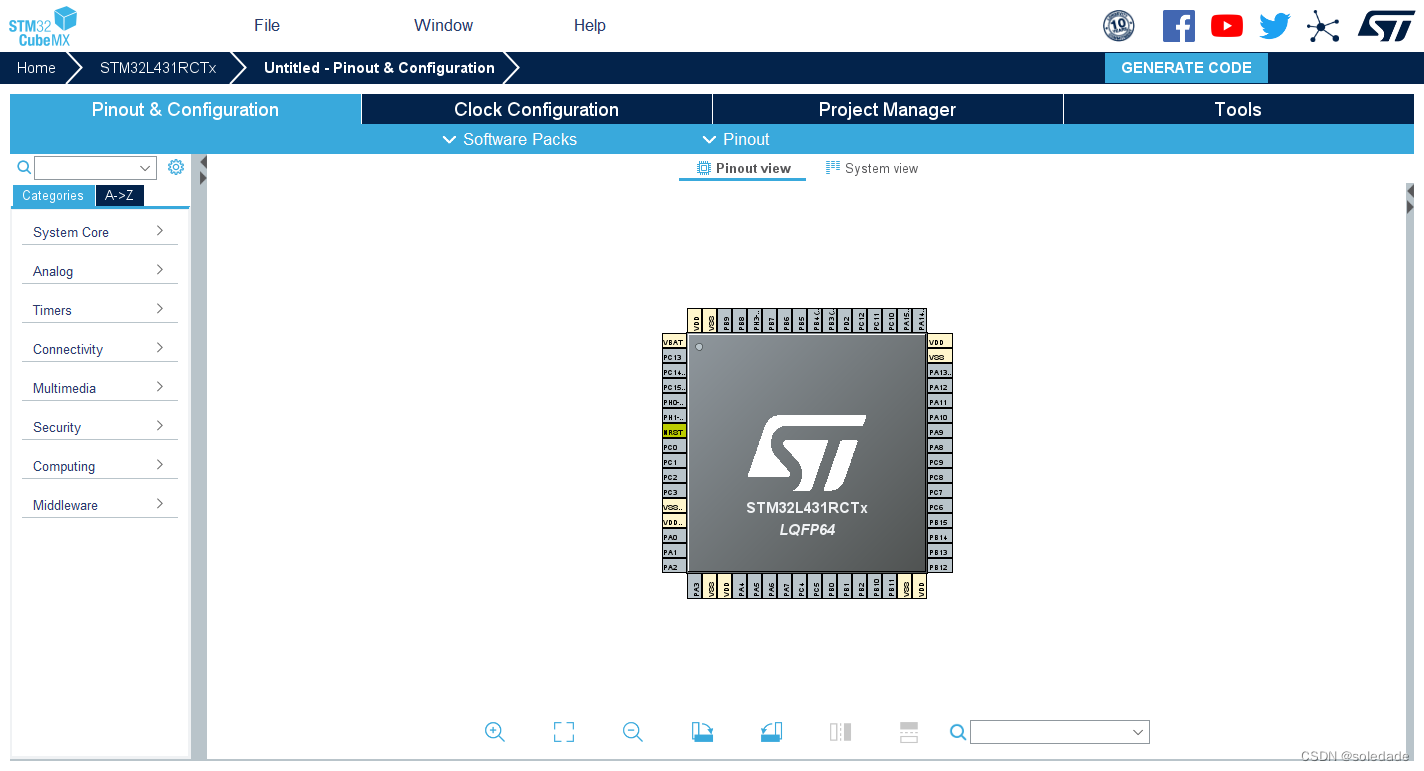 STM32
CubeMX
File
Window
Help
10
ST
Home
STM32L431RCTx
Untitled - Pinout & Configuration
GENERATE CODE
Pinout & Configuration
Clock Configuration
Project Manager
Tools
Software Packs
Pinout
Pinout view
System view
Categories
A->Z
System Core
Analog
Timers
Connectivity
Multimedia
Security
Computing
Middleware
VDD
VSS
PB9
PB8
PH3-..
PB7
PB6
PB5
PB4 (..
PB3 (..
PD2
PC12
PC11
PC10
PA15..
PA14..
VBAT
PC13
PC14..
PC15..
PH0-..
PH1-..
NRST
PC0
PC1
PC2
PC3
VSS..
VDD..
PA0
PA1
PA2
VDD
VSS
PA13..
PA12
PA11
PA10
PA9
PA8
PC9
PC8
PC7
PC6
PB15
PB14
PB13
PB12
ST
STM32L431RCTx
LQFP64
PA3
VSS
VDD
PA4
PA5
PA6
PA7
PC4
PC5
PB0
PB1
PB2
PB10
PB11
VSS
VDD
CSDN @soledade